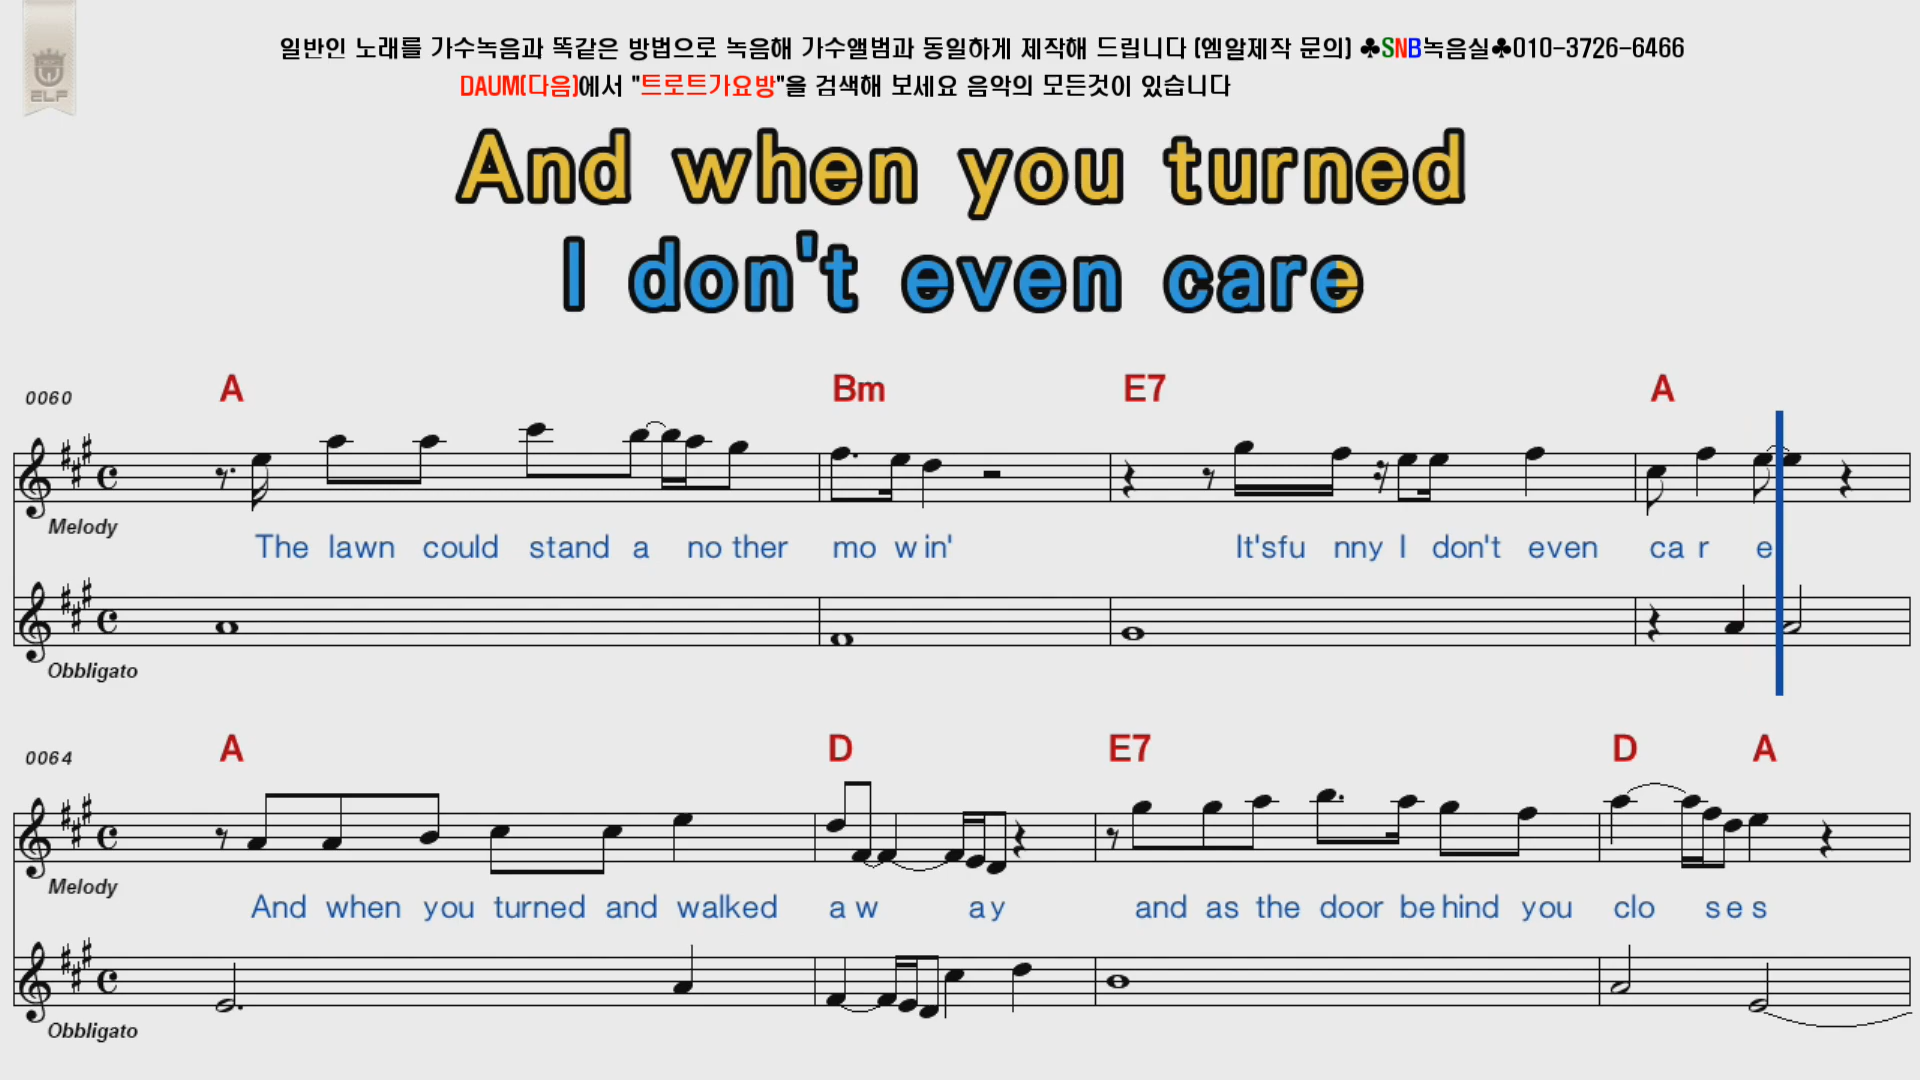 일반인 노래를 가수녹음과 똑같은 방법으로 녹음해 가수앨범과 동일하게 제작해 드립니다 (엠알제작 문의) ♣SNB녹음실♣010-3726-6466
ELF
DAUM(다음)에서 "트로트가요방"을 검색해 보세요 음악의 모든것이 있습니다
And when you turned
I don't even care
0060 A Bm E7 A
Melody
The lawn could stand a no ther mo win' It'sfu nny I don't even ca r e
Obbligato
0064 A D E7 D A
Melody
And when you turned and walked a w ay and as the door be hind you clo s e s
Obbligato